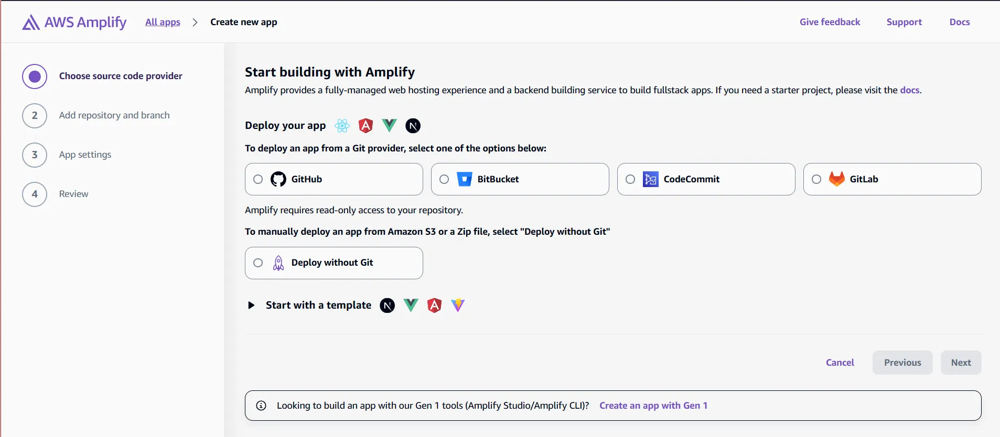 AWS Amplify
All apps > Create new app
Give feedback
Support
Docs
Choose source code provider
2 Add repository and branch
3 App settings
4 Review
Start building with Amplify
Amplify provides a fully-managed web hosting experience and a backend building service to build fullstack apps. If you need a starter project, please visit the docs.
Deploy your app
To deploy an app from a Git provider, select one of the options below:
GitHub
BitBucket
CodeCommit
GitLab
Amplify requires read-only access to your repository.
To manually deploy an app from Amazon S3 or a Zip file, select "Deploy without Git"
Deploy without Git
Start with a template
Cancel
Previous
Next
Looking to build an app with our Gen 1 tools (Amplify Studio/Amplify CLI)? Create an app with Gen 1